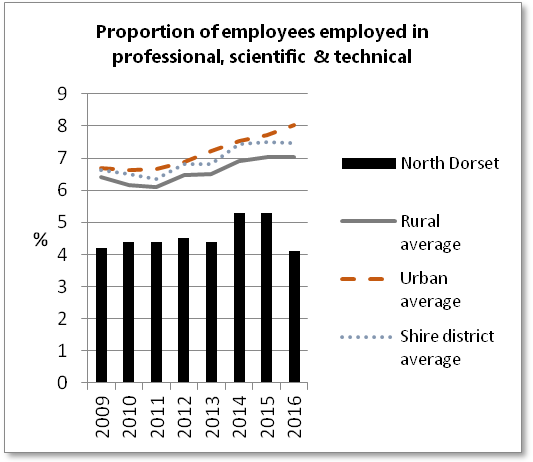 Proportion of employees employed in
professional, scientific & technical
9
8
7
6
5
4
3
2
1
0
%
2009
2010
2011
2012
2013
2014
2015
2016
North Dorset
Rural
average
Urban
average
Shire district
average